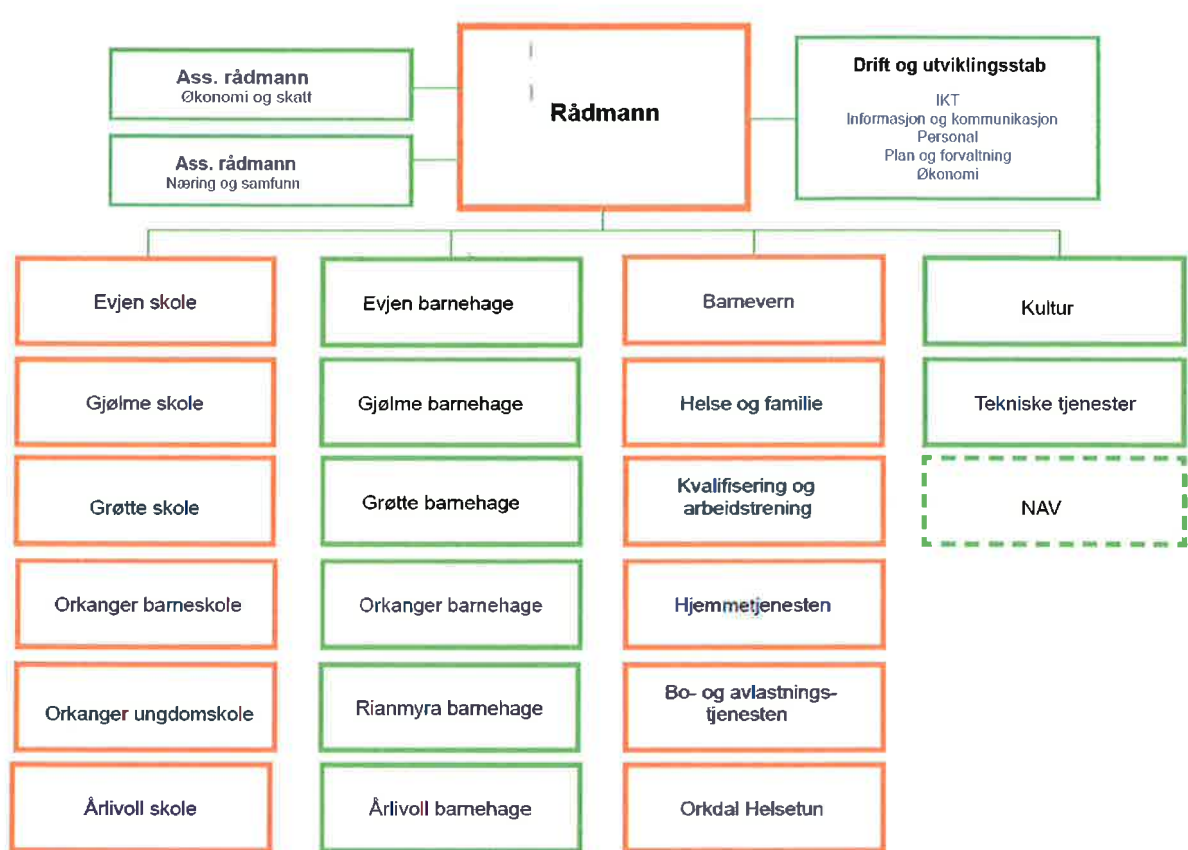 Ass. rådmann
Økonomi og skatt
Ass. rådmann
Næring og samfunn
Rådmann
Drift og utviklingsstab
IKT
Informasjon og kommunikasjon
Personal
Plan og forvaltning
Økonomi
Evjen skole
Evjen barnehage
Barnevern
Kultur
Gjølme skole
Gjølme barnehage
Helse og familie
Tekniske tjenester
Grøtte skole
Grøtte barnehage
Kvalifisering og
arbeidstrening
NAV
Orkanger barneskole
Orkanger barnehage
Hjemmetjenesten
Orkanger ungdomskole
Rianmyra barnehage
Bo- og avlastnings-
tjenesten
Årlivoll skole
Årlivoll barnehage
Orkdal Helsetun